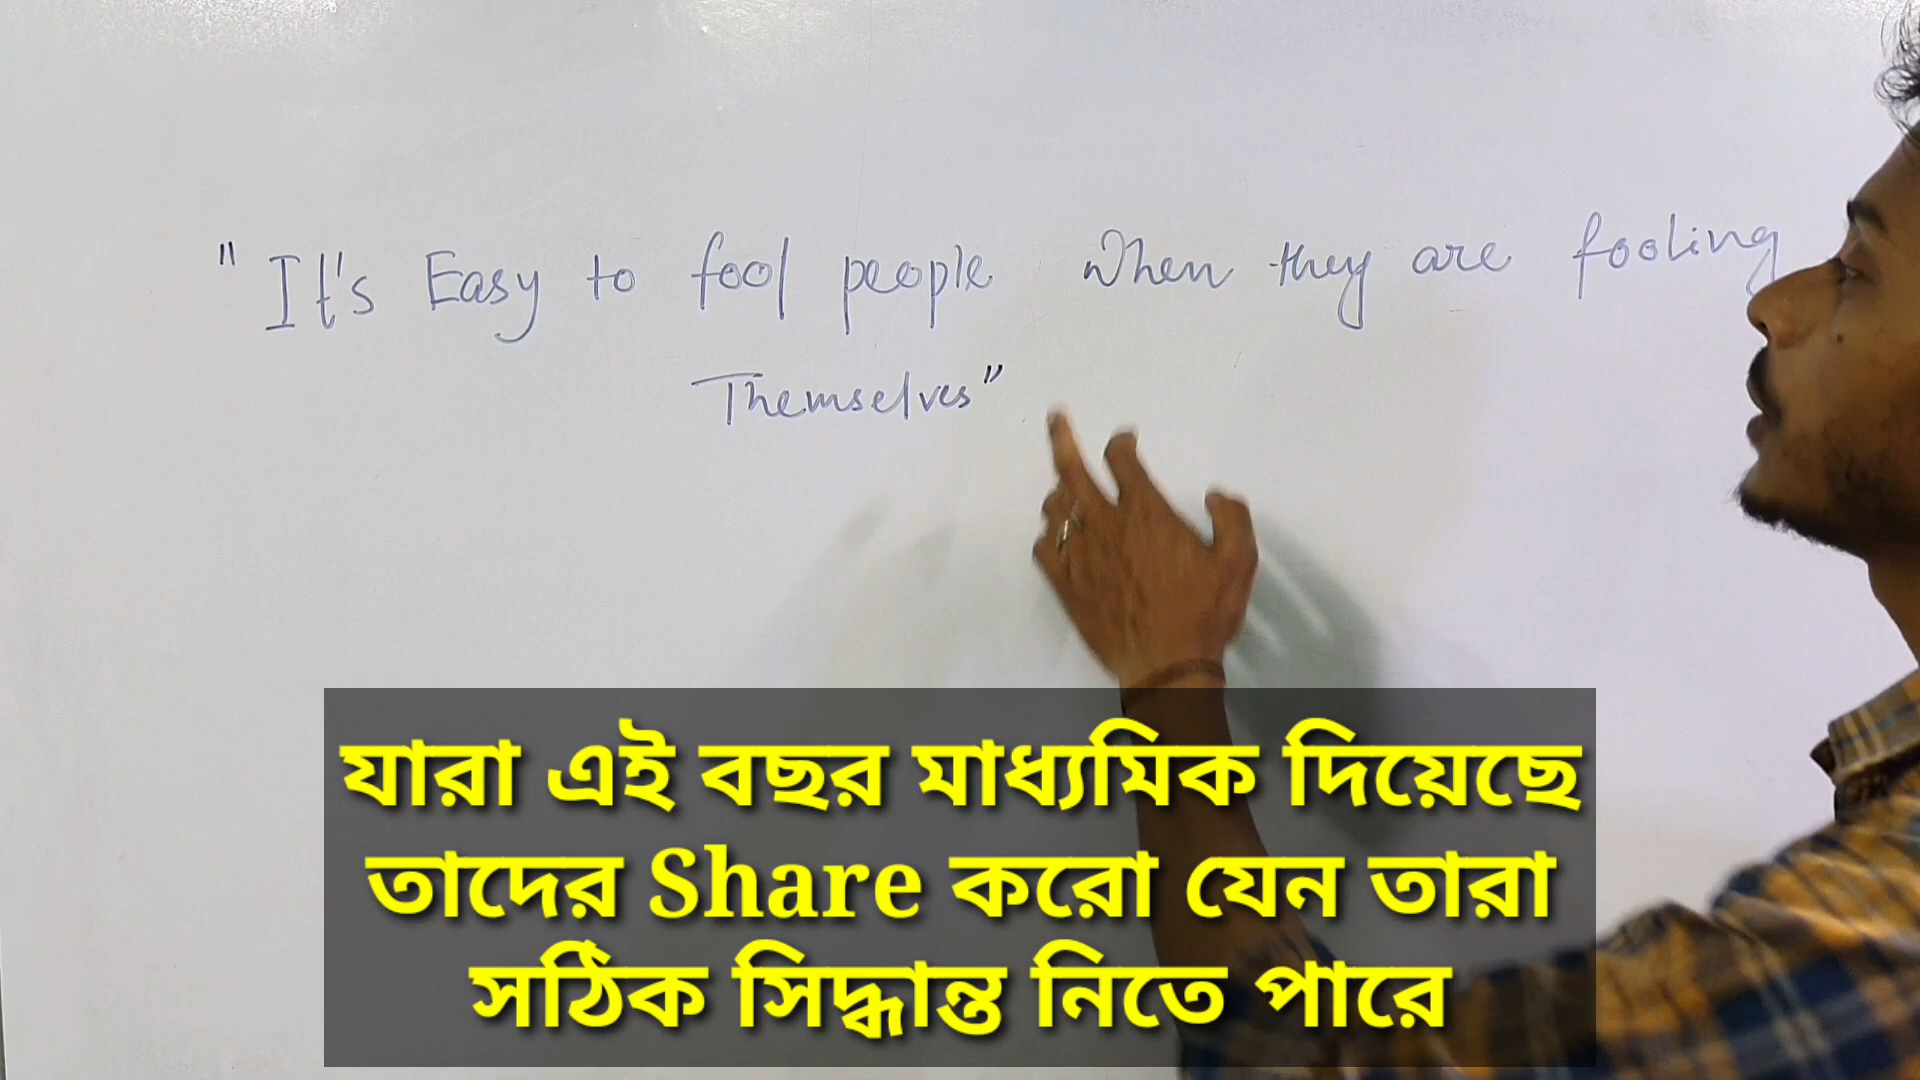 "It's Easy to fool people when they are fooling
Themselves"
যারা এই বছর মাধ্যমিক দিয়েছে
তাদের Share করো যেন তারা
সঠিক সিদ্ধান্ত নিতে পারে